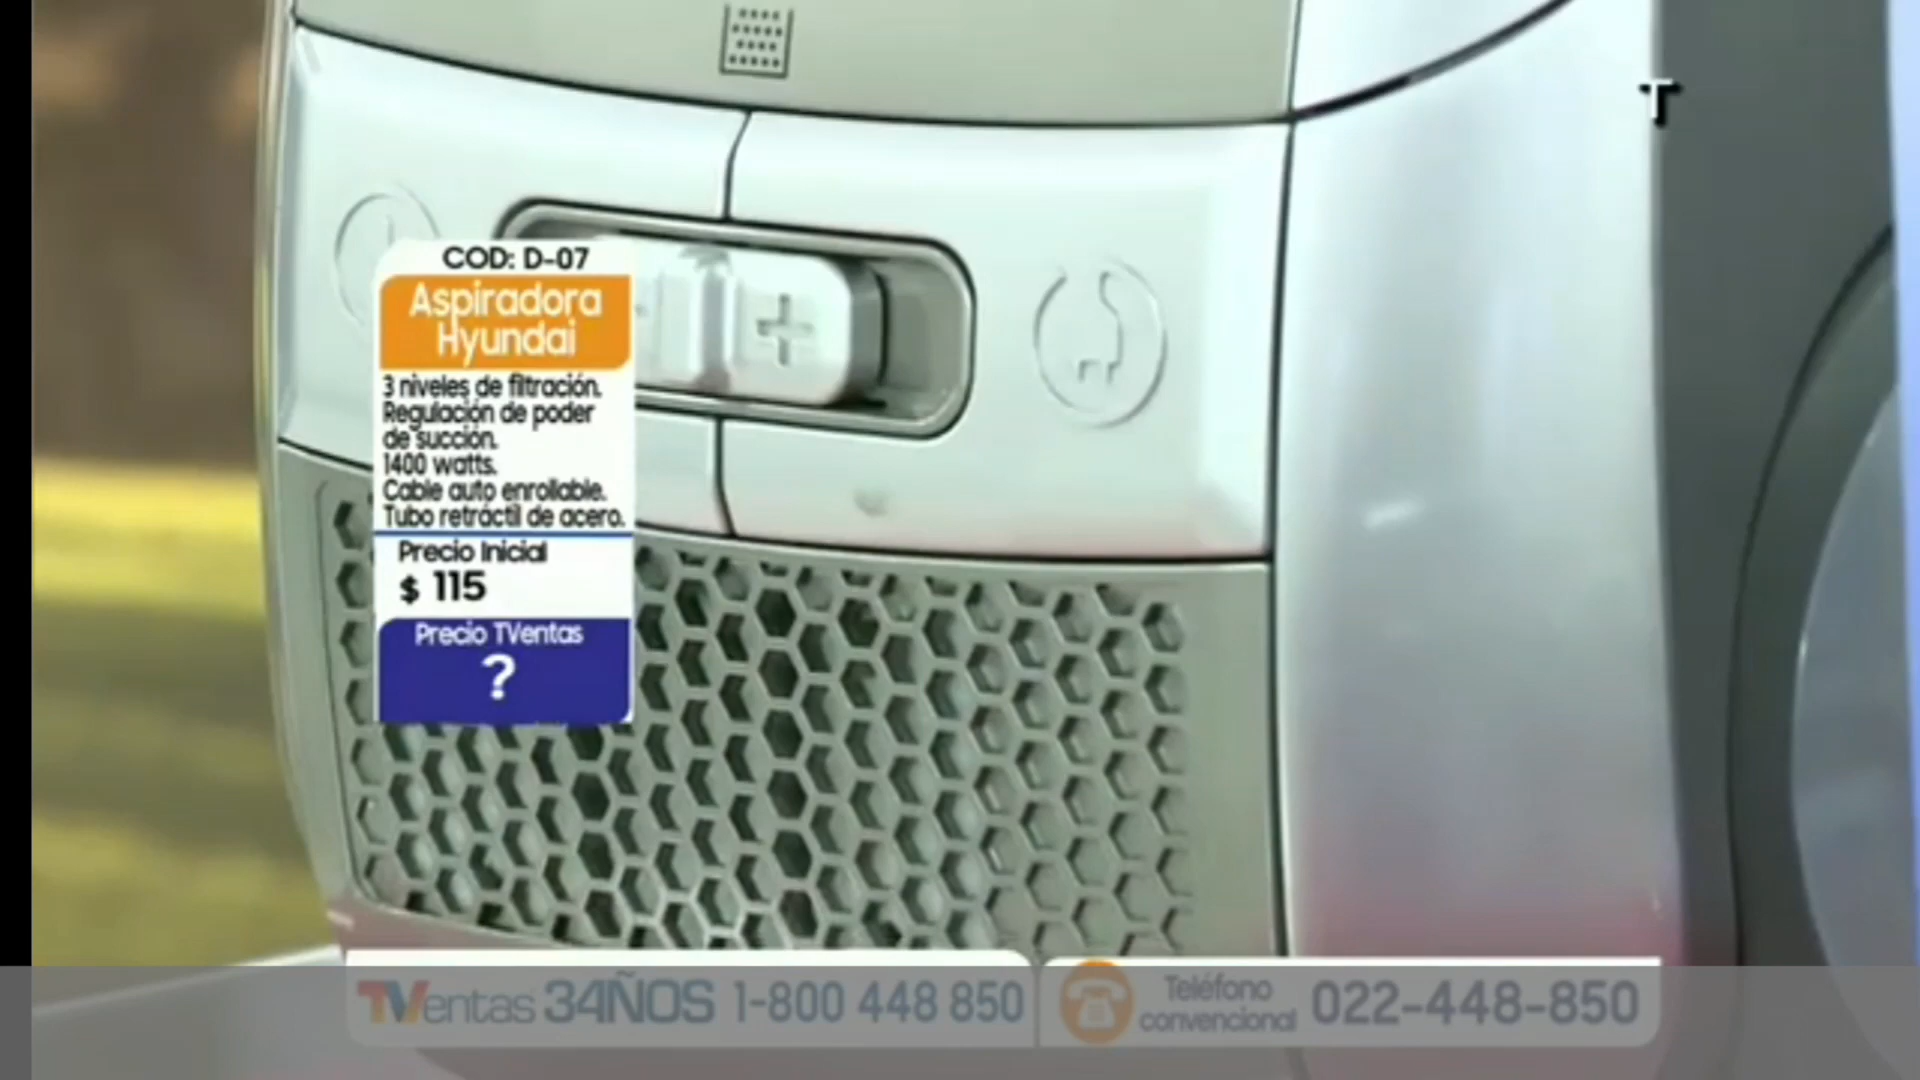 T
COD: D-07
Aspiradora
Hyundai
3 niveles de filtración.
Regulación de poder
de succión.
1400 watts.
Cable auto enrollable.
Tubo retráctil de acero.
Precio Inicial
$ 115
Precio TVentas
?
TVentas 34ÑOS 1-800 448 850
Teléfono
convencional 022-448-850